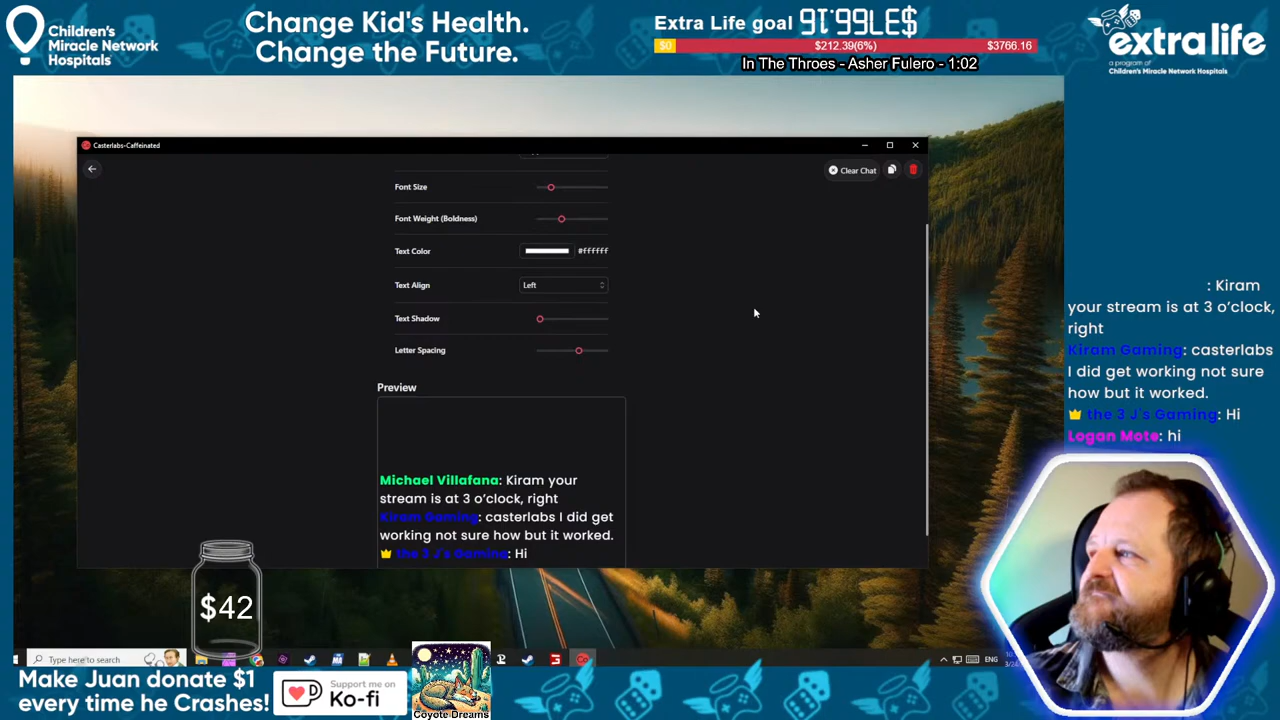 Children's
Miracle Network
Hospitals
Change Kid's Health.
Change the Future.
Extra Life goal
$0
$212.39(6%)
$3766.16
In The Throes - Asher Fulero - 1:02
extra life
a program of
Children's Miracle Network Hospitals
Casterlabs-Caffeinated
Clear Chat
Font Size
Font Weight (Boldness)
Text Color
#ffffff
Text Align
Left
Text Shadow
Letter Spacing
Preview
Michael Villafana: Kiram your
stream is at 3 o'clock, right
Kiram Gaming: casterlabs I did get
working not sure how but it worked.
the 3 J's Gaming: Hi
: Kiram
your stream is at 3 o'clock,
right
Kiram Gaming: casterlabs
I did get working not sure
how but it worked.
the 3 J's Gaming: Hi
Logan Mote: hi
$42
Type here to search
ENG
Make Juan donate $1
every time he Crashes!
Support me on
Ko-fi
Coyote Dreams